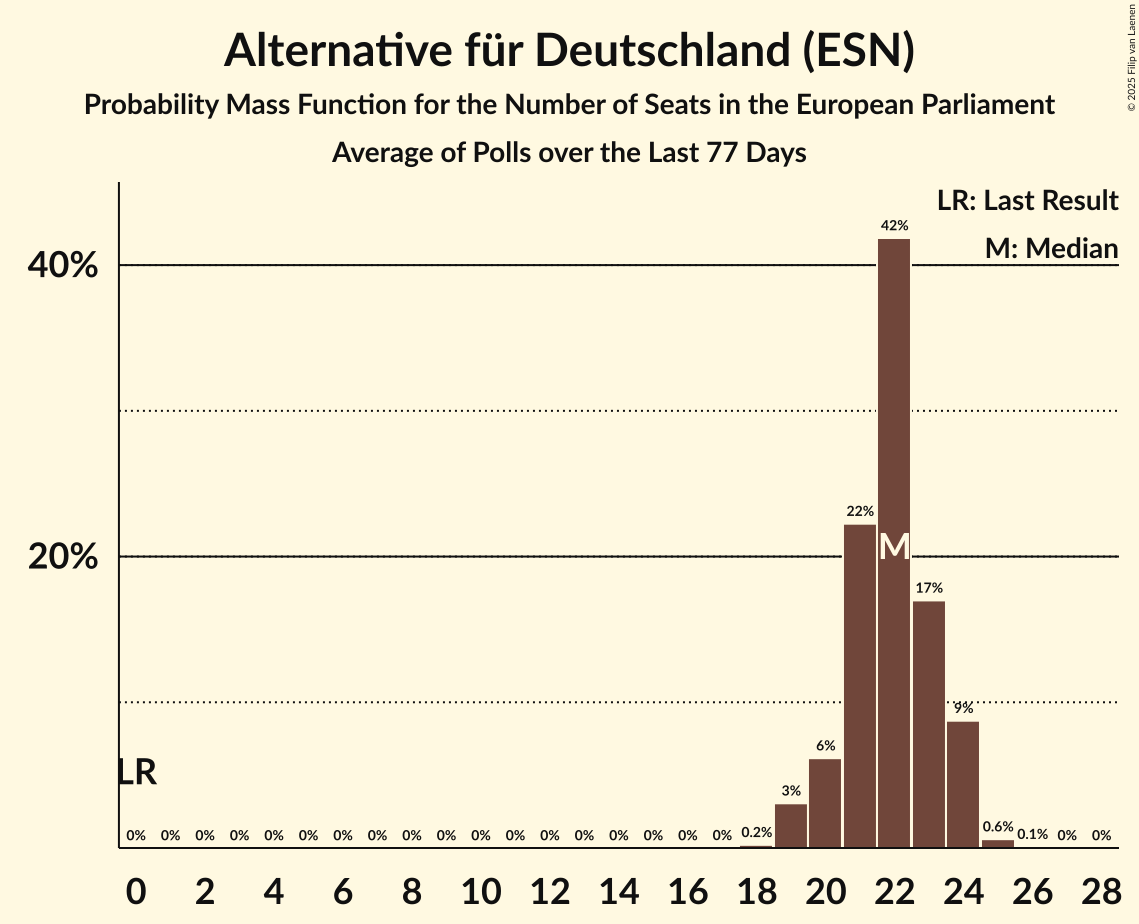 Alternative für Deutschland (ESN)
Probability Mass Function for the Number of Seats in the European Parliament
Average of Polls over the Last 77 Days
© 2025 Filip van Laenen
LR: Last Result
M: Median
42%
40%
22%
M
20%
17%
9%
6%
LR
3%
0% 0% 0% 0% 0% 0% 0% 0% 0% 0% 0% 0% 0% 0% 0% 0% 0% 0% 0.2% 0.6% 0.1% 0% 0%
0 2 4 6 8 10 12 14 16 18 20 22 24 26 28